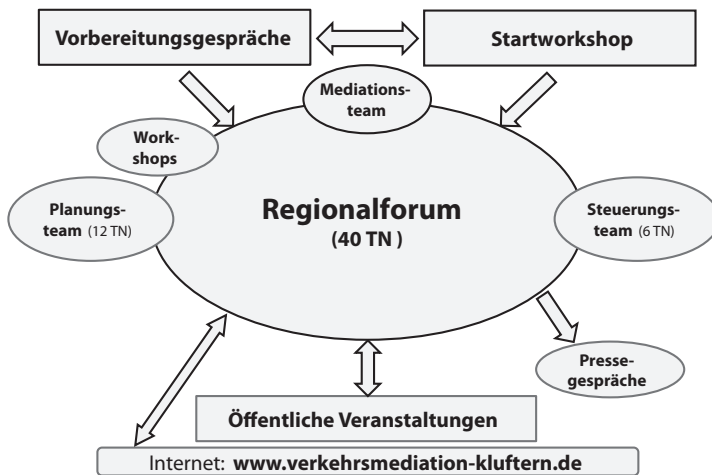 Vorbereitungsgespräche
Startworkshop
Mediations-
team
Work-
shops
Planungs-
team (12 TN)
Regionalforum
(40 TN )
Steuerungs-
team (6 TN)
Presse-
gespräche
Öffentliche Veranstaltungen
Internet: www.verkehrsmediation-kluftern.de